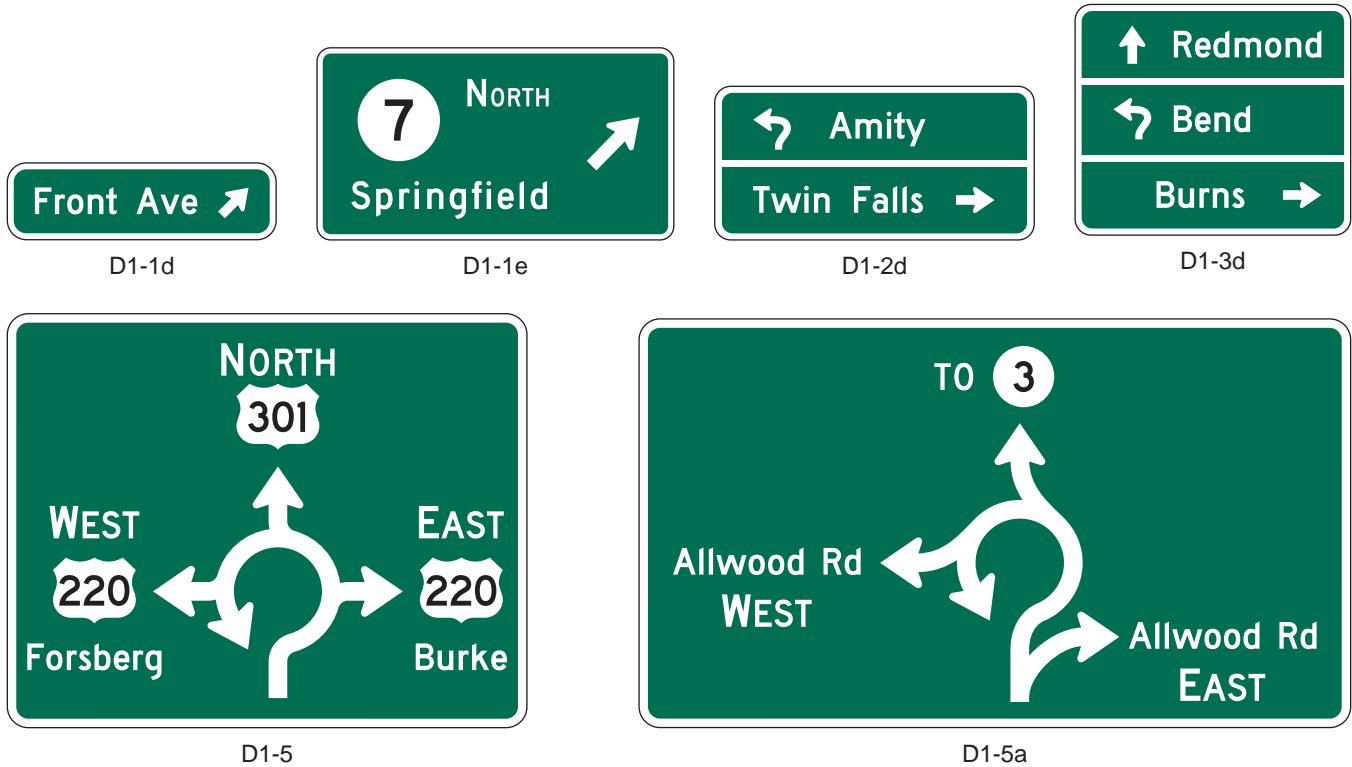 Front Ave
D1-1d
7 NORTH
Springfield
D1-1e
Amity
Twin Falls
D1-2d
Redmond
Bend
Burns
D1-3d
NORTH
301
WEST
220
Forsberg
EAST
220
Burke
D1-5
TO 3
Allwood Rd
WEST
Allwood Rd
EAST
D1-5a